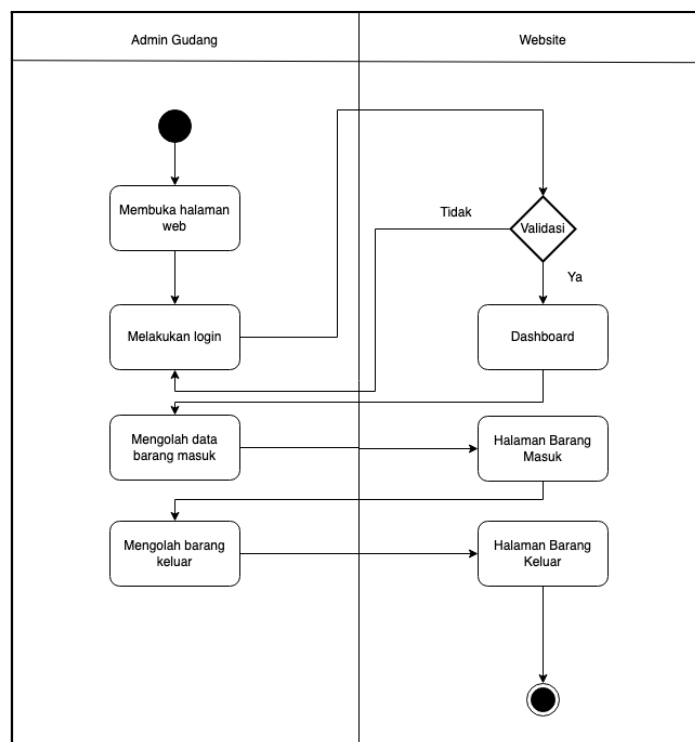 Admin Gudang
Website
Membuka halaman
web
Tidak
Validasi
Ya
Melakukan login
Dashboard
Mengolah data
barang masuk
Halaman Barang
Masuk
Mengolah barang
keluar
Halaman Barang
Keluar